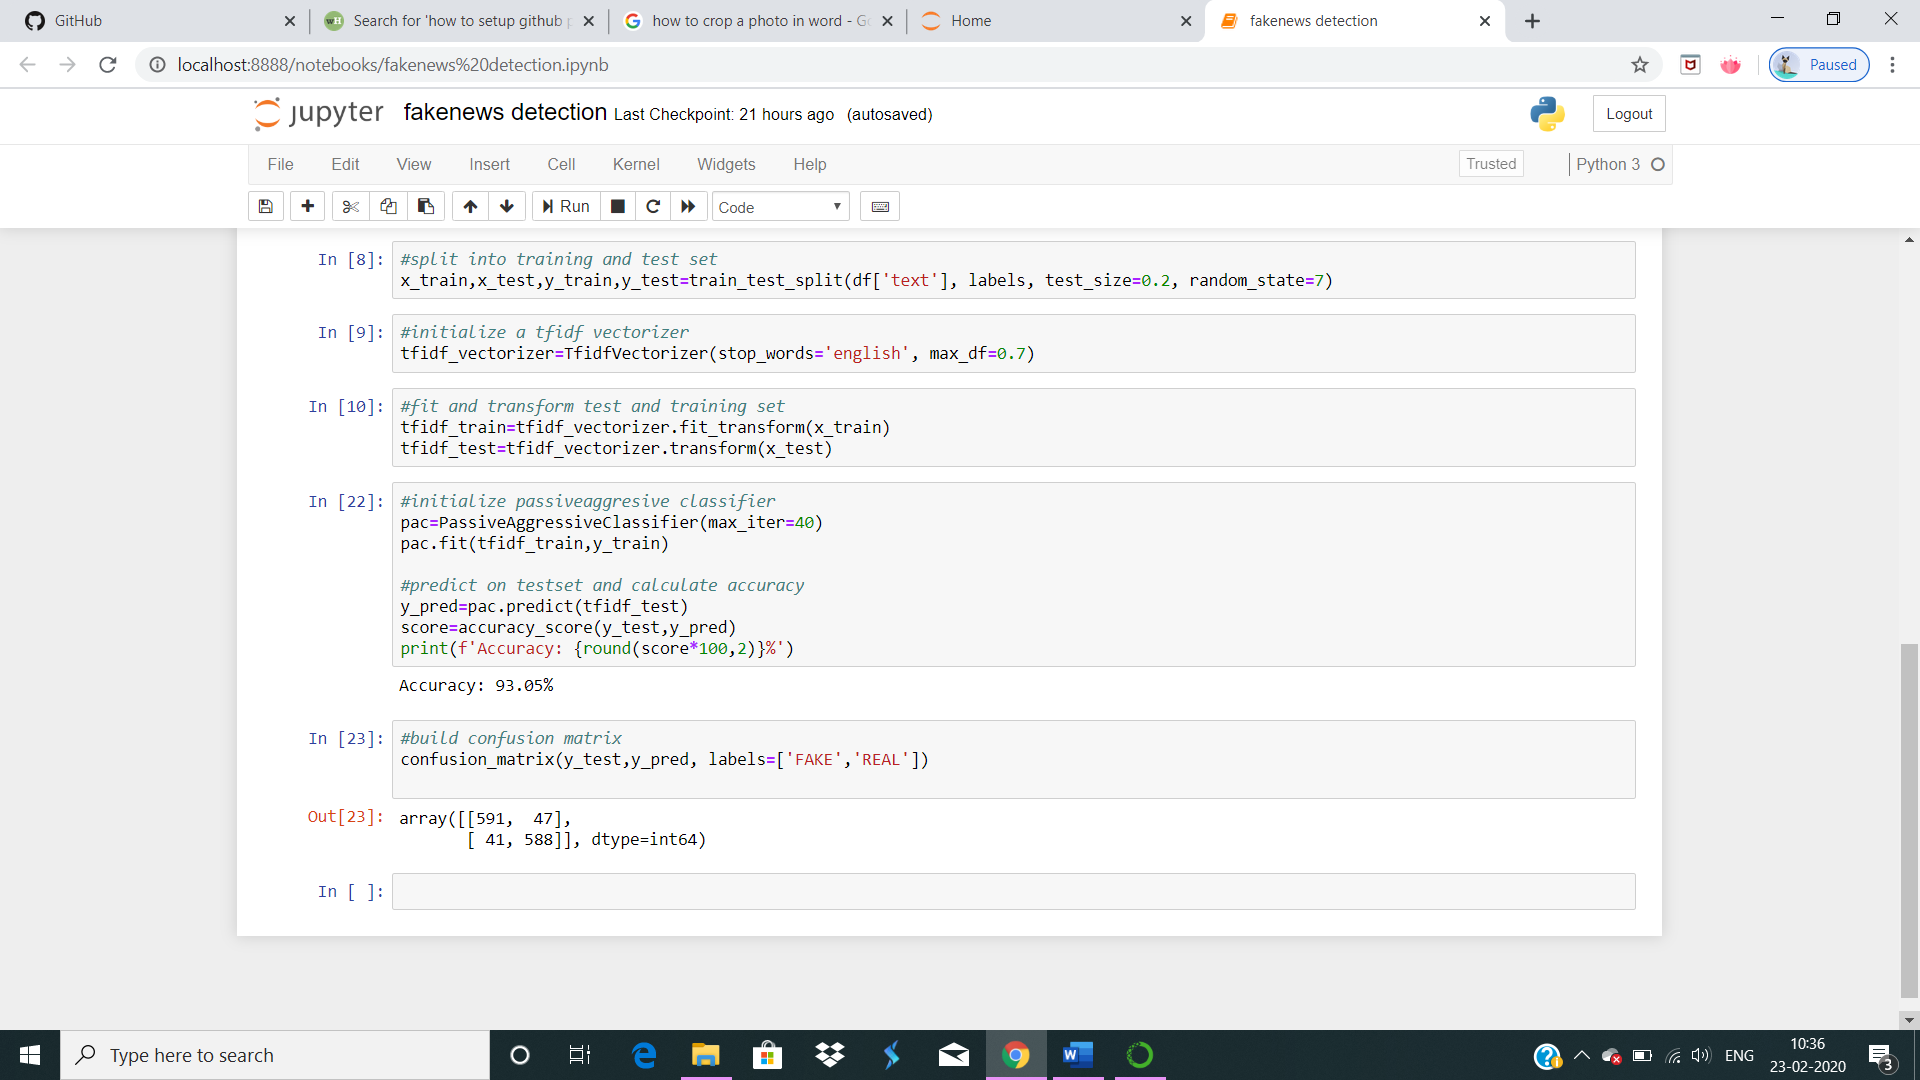 GitHub
Search for 'how to setup github p
how to crop a photo in word - Go
Home
fakenews detection
localhost:8888/notebooks/fakenews%20detection.ipynb
Paused
jupyter fakenews detection Last Checkpoint: 21 hours ago (autosaved)
Logout
File Edit View Insert Cell Kernel Widgets Help
Trusted
Python 3
Run
Code
In [8]: #split into training and test set
x_train,x_test,y_train,y_test=train_test_split(df['text'], labels, test_size=0.2, random_state=7)
In [9]: #initialize a tfidf vectorizer
tfidf_vectorizer=TfidfVectorizer(stop_words='english', max_df=0.7)
In [10]: #fit and transform test and training set
tfidf_train=tfidf_vectorizer.fit_transform(x_train)
tfidf_test=tfidf_vectorizer.transform(x_test)
In [22]: #initialize passiveaggresive classifier
pac=PassiveAggressiveClassifier(max_iter=40)
pac.fit(tfidf_train,y_train)
#predict on testset and calculate accuracy
y_pred=pac.predict(tfidf_test)
score=accuracy_score(y_test,y_pred)
print(f'Accuracy: {round(score*100,2)}%')
Accuracy: 93.05%
In [23]: #build confusion matrix
confusion_matrix(y_test,y_pred, labels=['FAKE','REAL'])
Out[23]: array([[591,  47],
[ 41, 588]], dtype=int64)
In [ ]:
Type here to search
ENG
10:36
23-02-2020
3